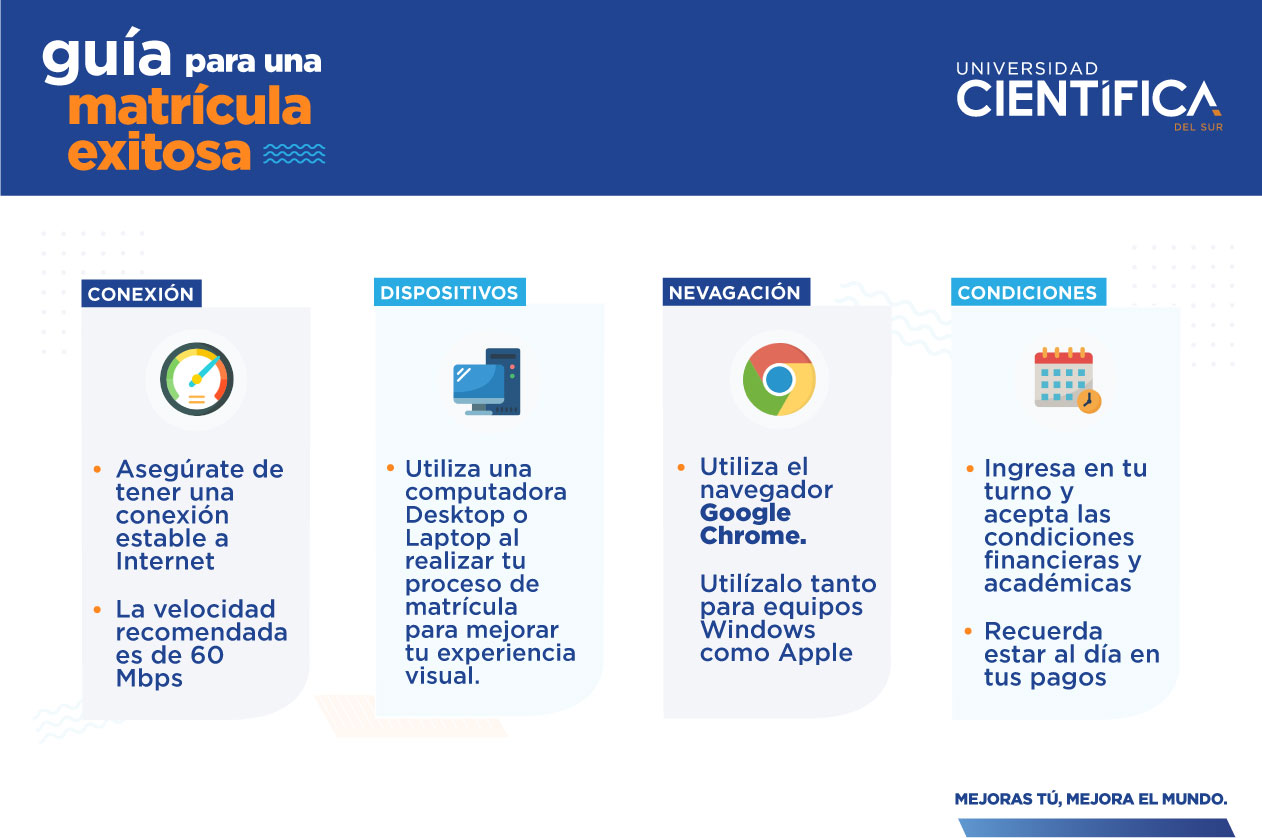 guía para una
matrícula
exitosa
UNIVERSIDAD
CIENTÍFICA
DEL SUR
CONEXIÓN
• Asegúrate de
tener una
conexión
estable a
Internet
• La velocidad
recomendada
es de 60
Mbps
DISPOSITIVOS
• Utiliza una
computadora
Desktop o
Laptop al
realizar tu
proceso de
matrícula
para mejorar
tu experiencia
visual.
NEVAGACIÓN
• Utiliza el
navegador
Google
Chrome.
Utilízalo tanto
para equipos
Windows
como Apple
CONDICIONES
• Ingresa en tu
turno y
acepta las
condiciones
financieras y
académicas
• Recuerda
estar al día en
tus pagos
MEJORAS TÚ, MEJORA EL MUNDO.